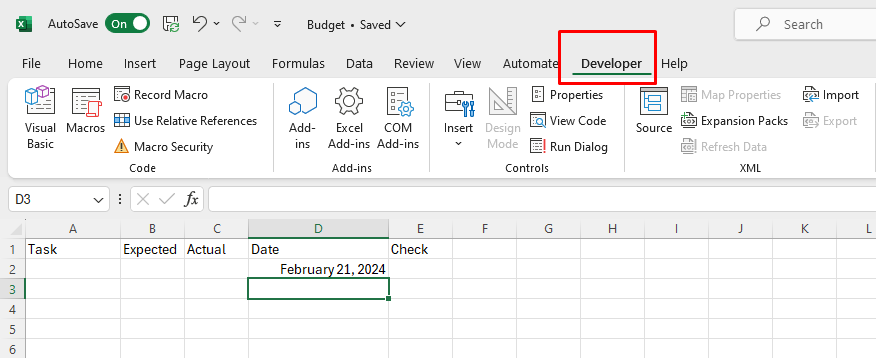 AutoSave On Budget • Saved Search
File Home Insert Page Layout Formulas Data Review View Automate Developer Help
Visual Basic
Macros
Record Macro
Use Relative References
Macro Security
Code
Add-ins
Excel Add-ins
COM Add-ins
Add-ins
Insert
Design Mode
Properties
View Code
Run Dialog
Controls
Source
Map Properties
Expansion Packs
Refresh Data
Import
Export
XML
D3 fx
A B C D E F G H I J K L
1 Task Expected Actual Date Check
2 February 21, 2024
3
4
5
6